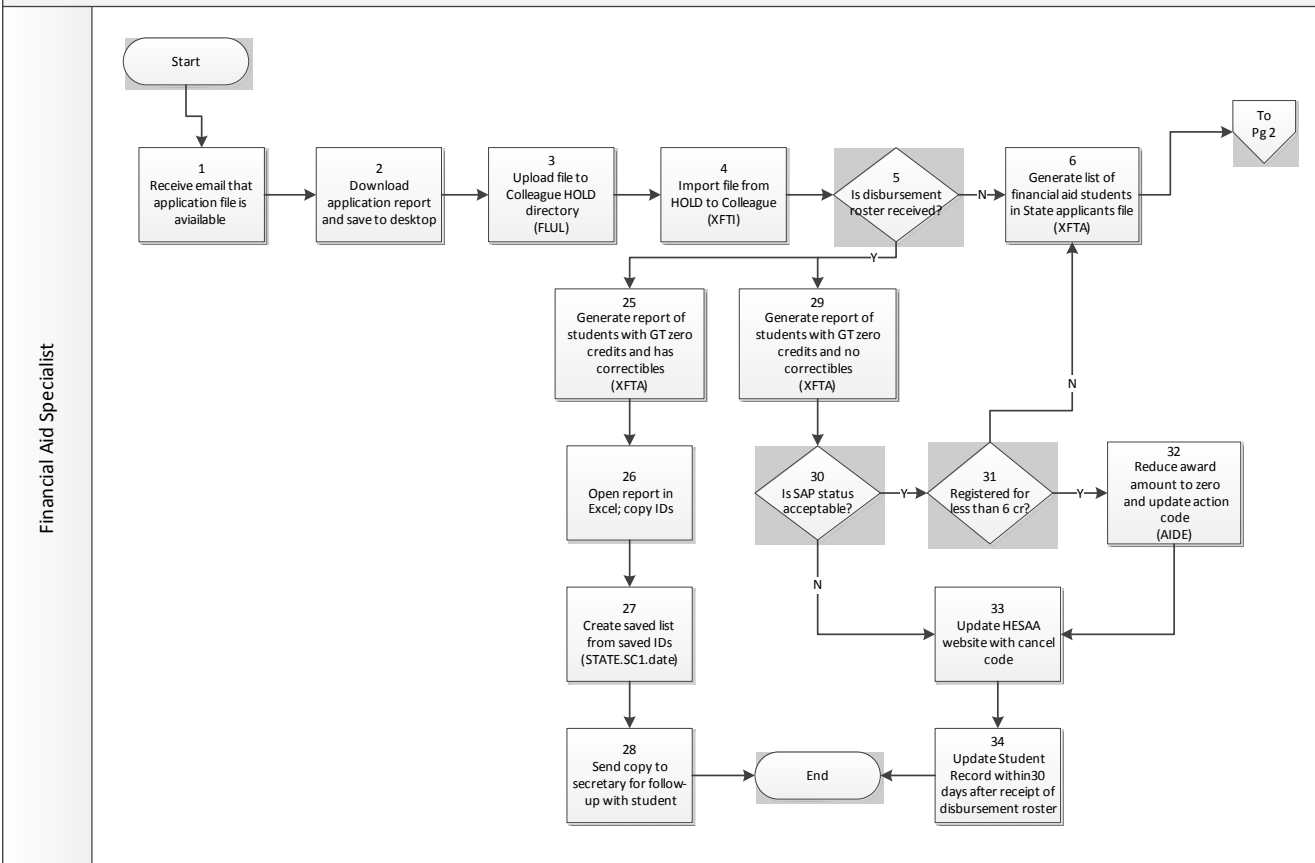 Financial Aid Specialist
Start
To
Pg 2
1
Receive email that
application file is
avialable
2
Download
application report
and save to desktop
3
Upload file to
Colleague HOLD
directory
(FLUL)
4
Import file from
HOLD to Colleague
(XFTI)
5
Is disbursement
roster received?
N
6
Generate list of
financial aid students
in State applicants file
(XFTA)
Y
25
Generate report of
students with GT zero
credits and has
correctibles
(XFTA)
29
Generate report of
students with GT zero
credits and no
correctibles
(XFTA)
N
26
Open report in
Excel; copy IDs
30
Is SAP status
acceptable?
Y
31
Registered for
less than 6 cr?
Y
32
Reduce award
amount to zero
and update action
code
(AIDE)
N
27
Create saved list
from saved IDs
(STATE.SC1.date)
33
Update HESAA
website with cancel
code
28
Send copy to
secretary for follow-
up with student
End
34
Update Student
Record within30
days after receipt of
disbursement roster